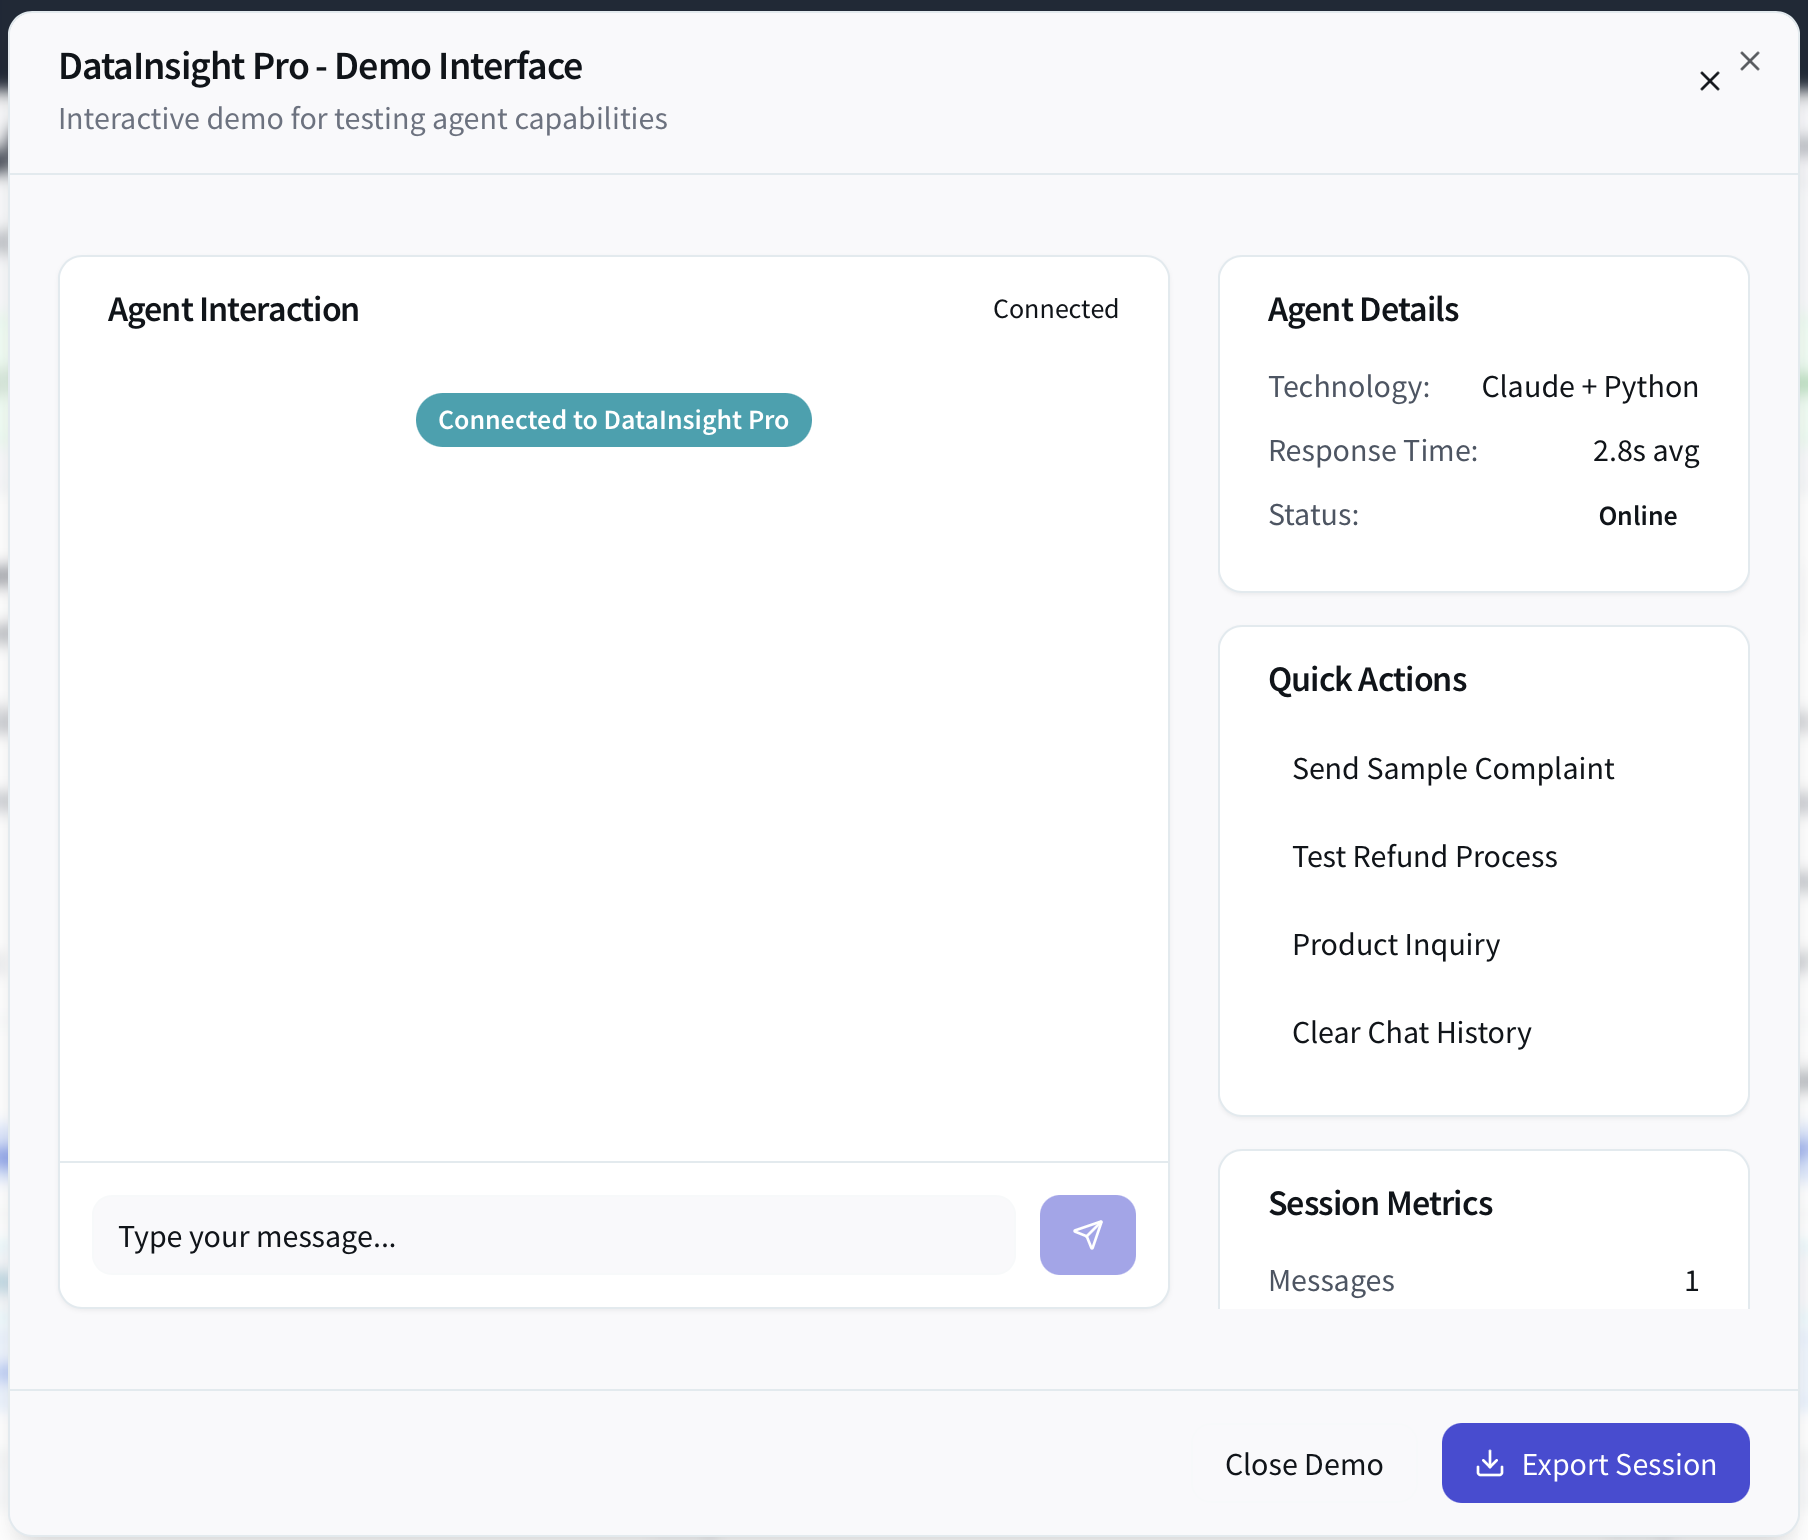 DataInsight Pro - Demo Interface
Interactive demo for testing agent capabilities
Agent Interaction
Connected
Connected to DataInsight Pro
Type your message...
Agent Details
Technology: Claude + Python
Response Time: 2.8s avg
Status: Online
Quick Actions
Send Sample Complaint
Test Refund Process
Product Inquiry
Clear Chat History
Session Metrics
Messages 1
Close Demo
Export Session